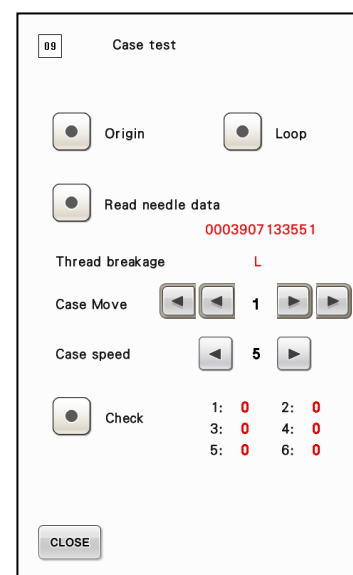 09 Case test
Origin Loop
Read needle data
0003907133551
Thread breakage L
Case Move 1
Case speed 5
Check 1: 0 2: 0
3: 0 4: 0
5: 0 6: 0
CLOSE